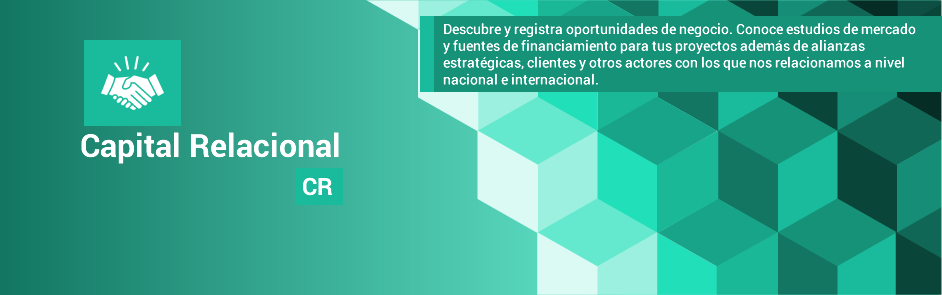 Descubre y registra oportunidades de negocio. Conoce estudios de mercado
y fuentes de financiamiento para tus proyectos además de alianzas
estratégicas, clientes y otros actores con los que nos relacionamos a nivel
nacional e internacional.
Capital Relacional
CR